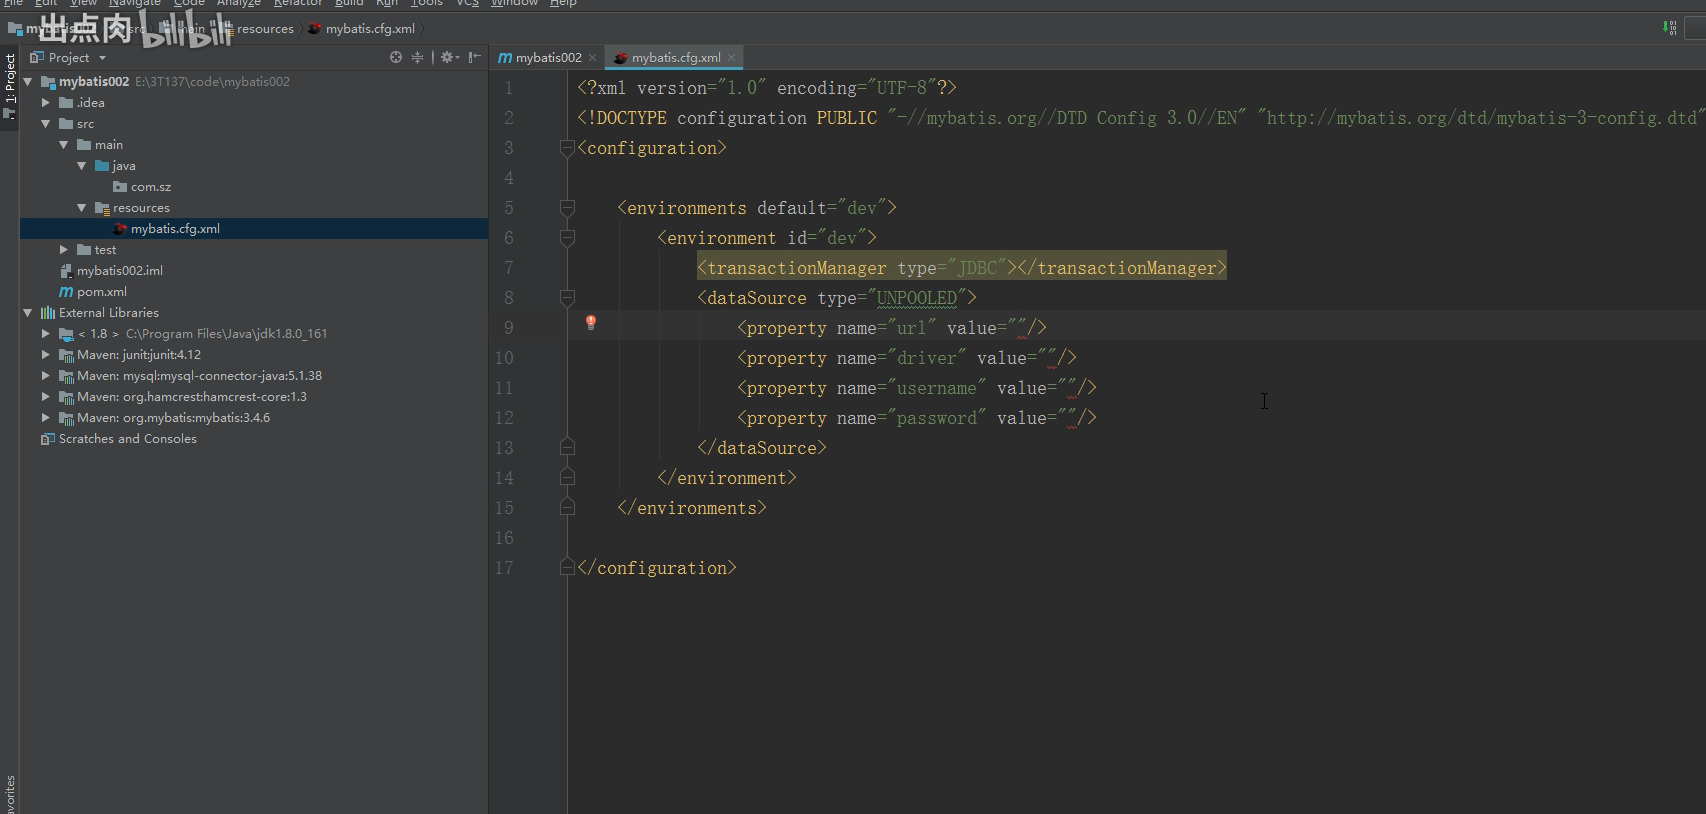 File Edit View Navigate Code Analyze Refactor Build Run Tools VCS Window Help
出点肉 bilibili
src main resources mybatis.cfg.xml
Project
mybatis002 mybatis.cfg.xml
1: Project
mybatis002 E:\3T137\code\mybatis002
.idea
src
main
java
com.sz
resources
mybatis.cfg.xml
test
mybatis002.iml
pom.xml
External Libraries
< 1.8 > C:\Program Files\Java\jdk1.8.0_161
Maven: junit:junit:4.12
Maven: mysql:mysql-connector-java:5.1.38
Maven: org.hamcrest:hamcrest-core:1.3
Maven: org.mybatis:mybatis:3.4.6
Scratches and Consoles
1 <?xml version="1.0" encoding="UTF-8"?>
2 <!DOCTYPE configuration PUBLIC "-//mybatis.org//DTD Config 3.0//EN" "http://mybatis.org/dtd/mybatis-3-config.dtd"
3 <configuration>
4
5 <environments default="dev">
6 <environment id="dev">
7 <transactionManager type="JDBC"></transactionManager>
8 <dataSource type="UNPOOLED">
9 <property name="url" value=""/>
10 <property name="driver" value=""/>
11 <property name="username" value=""/>
12 <property name="password" value=""/>
13 </dataSource>
14 </environment>
15 </environments>
16
17 </configuration>